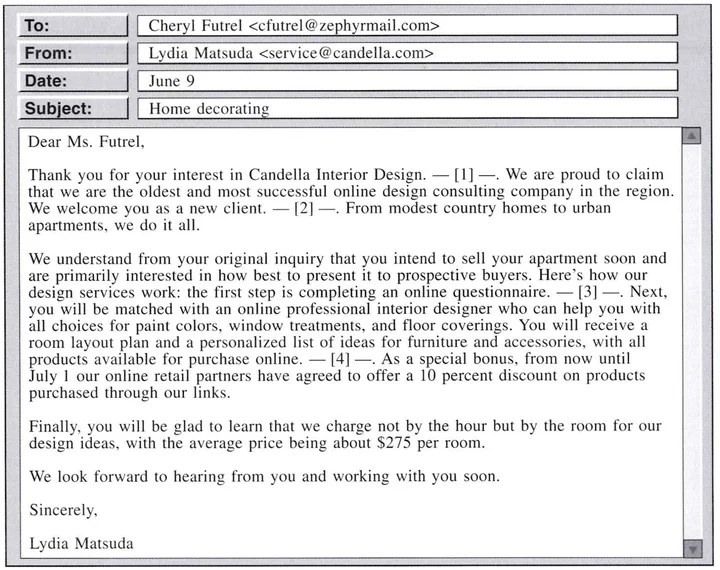 To: Cheryl Futrel <cfutrel@zephyrmail.com>
From: Lydia Matsuda <service@candella.com>
Date: June 9
Subject: Home decorating
Dear Ms. Futrel,
Thank you for your interest in Candella Interior Design. — [1] —. We are proud to claim
that we are the oldest and most successful online design consulting company in the region.
We welcome you as a new client. — [2] —. From modest country homes to urban
apartments, we do it all.
We understand from your original inquiry that you intend to sell your apartment soon and
are primarily interested in how best to present it to prospective buyers. Here's how our
design services work: the first step is completing an online questionnaire. — [3] —. Next,
you will be matched with an online professional interior designer who can help you with
all choices for paint colors, window treatments, and floor coverings. You will receive a
room layout plan and a personalized list of ideas for furniture and accessories, with all
products available for purchase online. — [4] —. As a special bonus, from now until
July 1 our online retail partners have agreed to offer a 10 percent discount on products
purchased through our links.
Finally, you will be glad to learn that we charge not by the hour but by the room for our
design ideas, with the average price being about $275 per room.
We look forward to hearing from you and working with you soon.
Sincerely,
Lydia Matsuda